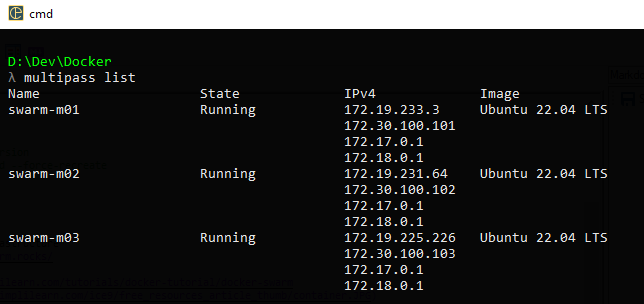 cmd
D:\Dev\Docker
λ multipass list
Name State IPv4 Image
swarm-m01 Running 172.19.233.3 Ubuntu 22.04 LTS
172.30.100.101
172.17.0.1
172.18.0.1
swarm-m02 Running 172.19.231.64 Ubuntu 22.04 LTS
172.30.100.102
172.17.0.1
172.18.0.1
swarm-m03 Running 172.19.225.226 Ubuntu 22.04 LTS
172.30.100.103
172.17.0.1
172.18.0.1